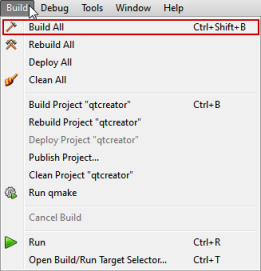 Build Debug Tools Window Help
Build All Ctrl+Shift+B
Rebuild All
Deploy All
Clean All
Build Project "qtcreator" Ctrl+B
Rebuild Project "qtcreator"
Deploy Project "qtcreator"
Publish Project...
Clean Project "qtcreator"
Run qmake
Cancel Build
Run Ctrl+R
Open Build/Run Target Selector... Ctrl+T